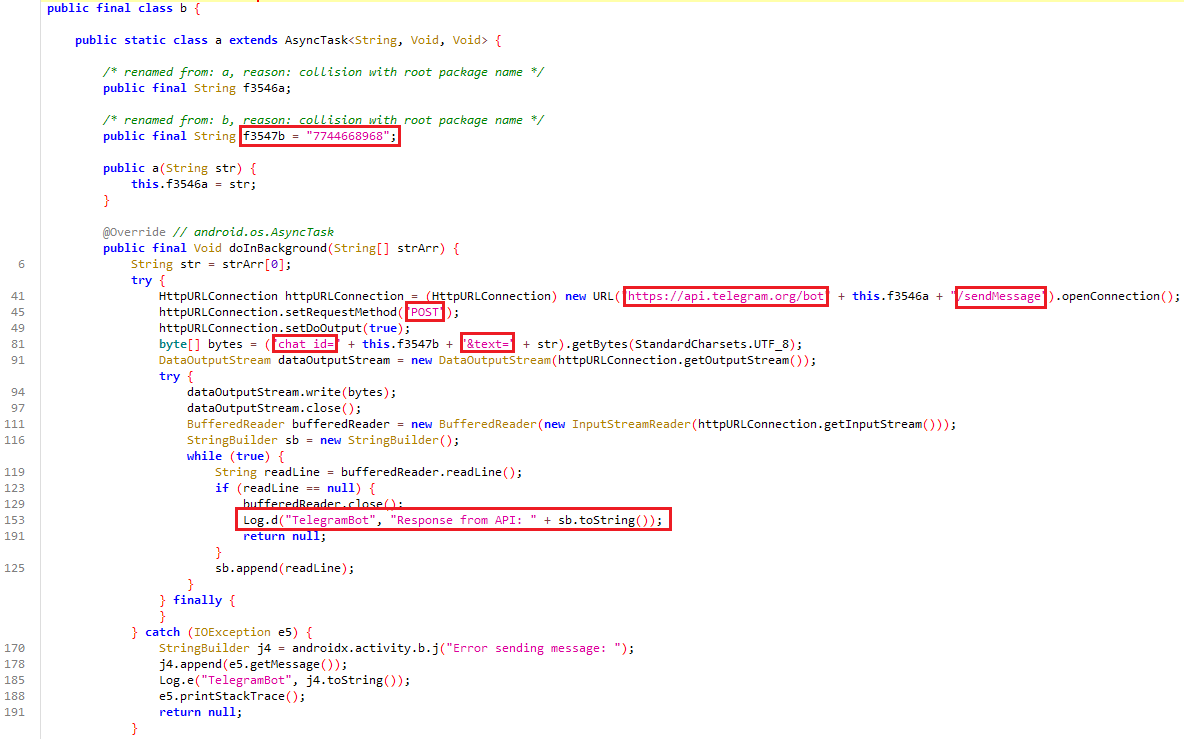 public final class b {
public static class a extends AsyncTask<String, Void, Void> {
/* renamed from: a, reason: collision with root package name */
public final String f3546a;
/* renamed from: b, reason: collision with root package name */
public final String f3547b = "7744668968";
public a(String str) {
this.f3546a = str;
}
@Override // android.os.AsyncTask
public final Void doInBackground(String[] strArr) {
6 String str = strArr[0];
try {
41 HttpURLConnection httpURLConnection = (HttpURLConnection) new URL("https://api.telegram.org/bot" + this.f3546a + "/sendMessage").openConnection();
45 httpURLConnection.setRequestMethod("POST");
49 httpURLConnection.setDoOutput(true);
81 byte[] bytes = ("chat_id=" + this.f3547b + "&text=" + str).getBytes(StandardCharsets.UTF_8);
91 DataOutputStream dataOutputStream = new DataOutputStream(httpURLConnection.getOutputStream());
try {
94 dataOutputStream.write(bytes);
97 dataOutputStream.close();
111 BufferedReader bufferedReader = new BufferedReader(new InputStreamReader(httpURLConnection.getInputStream()));
116 StringBuilder sb = new StringBuilder();
while (true) {
119 String readLine = bufferedReader.readLine();
123 if (readLine == null) {
129 bufferedReader.close();
153 Log.d("TelegramBot", "Response from API: " + sb.toString());
191 return null;
}
125 sb.append(readLine);
}
} finally {
}
} catch (IOException e5) {
170 StringBuilder j4 = androidx.activity.b.j("Error sending message: ");
178 j4.append(e5.getMessage());
185 Log.e("TelegramBot", j4.toString());
188 e5.printStackTrace();
191 return null;
}